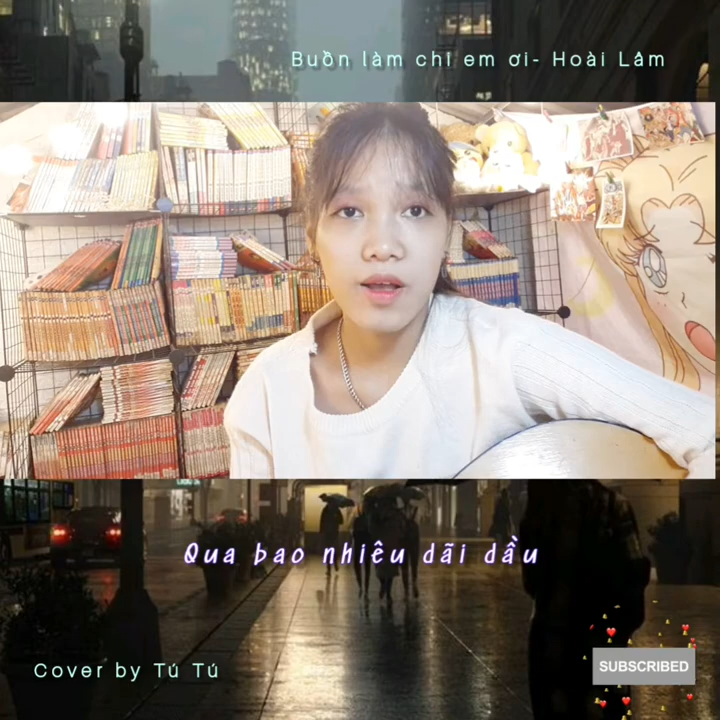 Buồn làm chi em ơi- Hoài Lâm
Qua bao nhiêu dãi dầu
Cover by Tú Tú
SUBSCRIBED